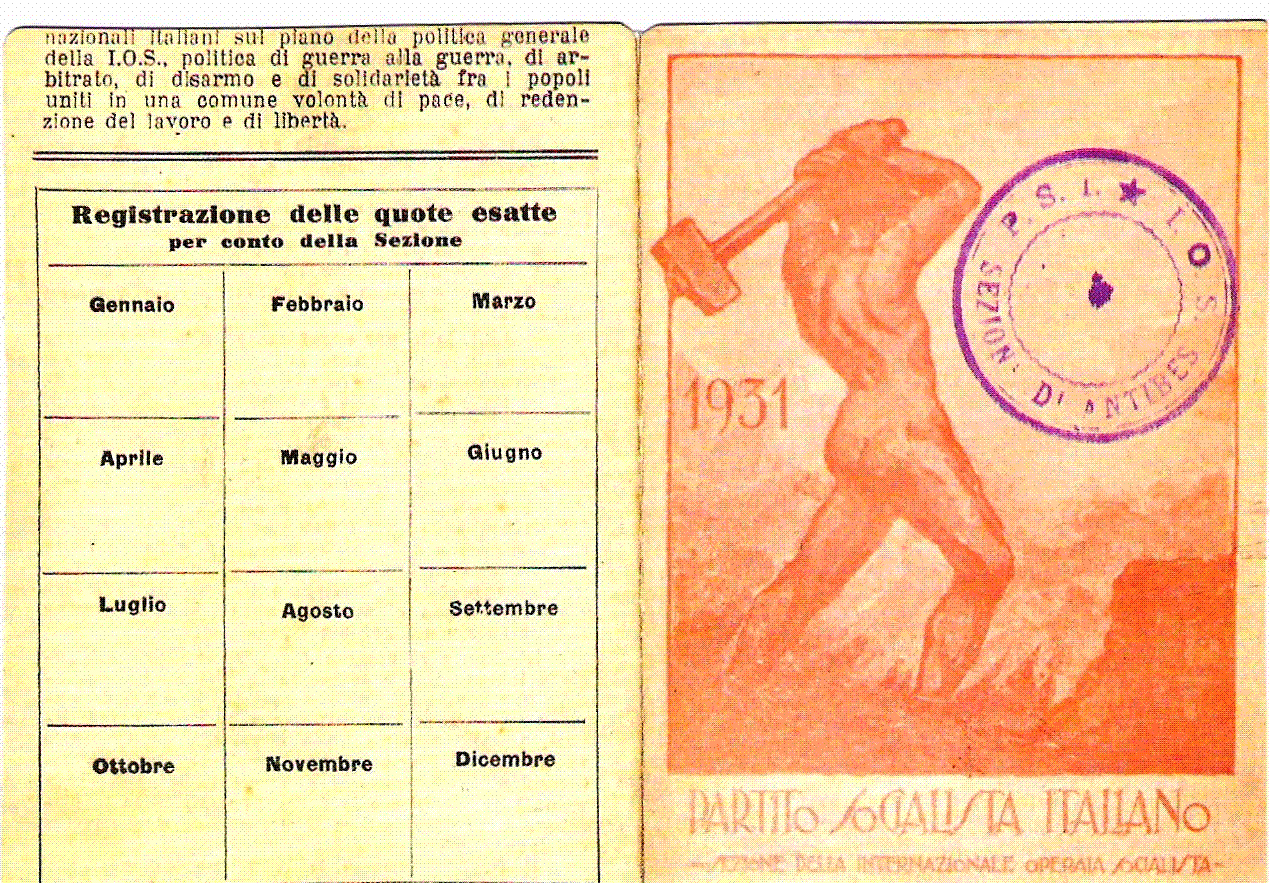 nazionali italiani sul piano della politica generale
della I.O.S., politica di guerra alla guerra, di ar-
bitrato, di disarmo e di solidarietà fra i popoli
uniti in una comune volontà di pace, di reden-
zione del lavoro e di libertà.
Registrazione delle quote esatte
per conto della Sezione
Gennaio Febbraio Marzo
Aprile Maggio Giugno
Luglio Agosto Settembre
Ottobre Novembre Dicembre
P. S. I. ★ I. O. S.
SEZIONE DI ANTIBES
1931
PARTITO SOCIALISTA ITALIANO
-SEZIONE DELLA INTERNAZIONALE OPERAIA SOCIALISTA-